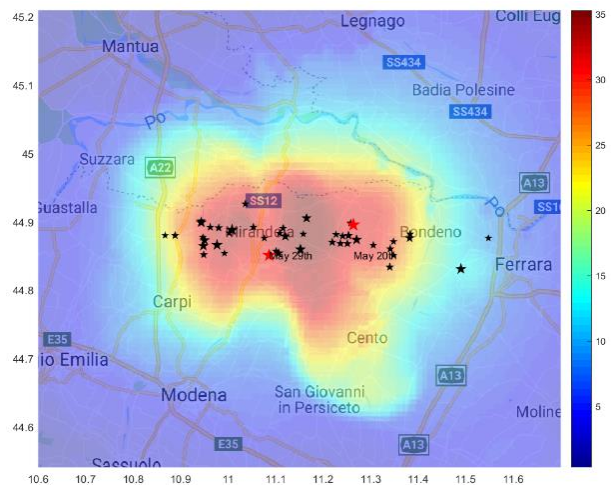 45.2
Legnago
Colli Eug
35
Mantua
SS434
45.1
Badia Polesine
30
SS434
Po
45
Suzzara
A22
25
A13
Guastalla
SS12
Po
SS10
44.9
Mirandola
Bondeno
20
May 29th
May 20th
Ferrara
44.8
Carpi
15
E35
Cento
44.7
io Emilia
A13
10
Modena
San Giovanni
in Persiceto
Moline
44.6
5
E35
A13
Sassuolo
10.6 10.7 10.8 10.9 11 11.1 11.2 11.3 11.4 11.5 11.6